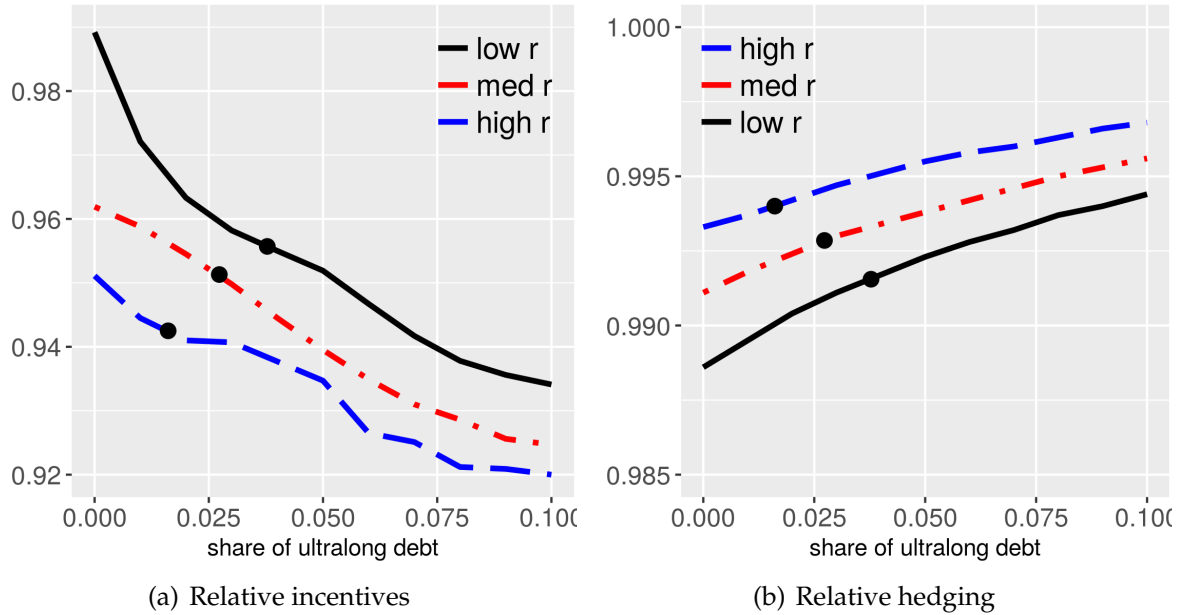 0.98
0.96
0.94
0.92
low r
med r
high r
0.000
0.025
0.050
0.075
0.100
share of ultralong debt
(a) Relative incentives
1.000
0.995
0.990
0.985
high r
med r
low r
0.000
0.025
0.050
0.075
0.100
share of ultralong debt
(b) Relative hedging